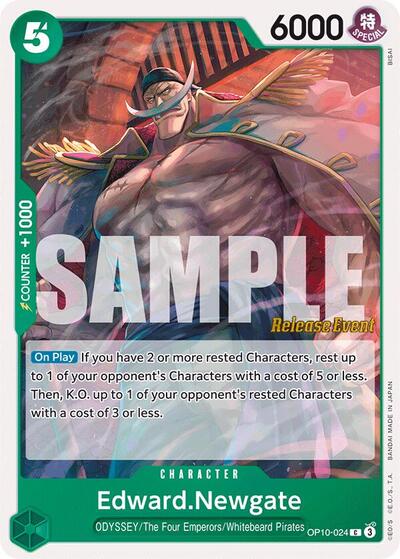 5
6000
特
SPECIAL
BISAI
COUNTER +1000
SAMPLE
Release Event
On Play If you have 2 or more rested Characters, rest up
to 1 of your opponent's Characters with a cost of 5 or less.
Then, K.O. up to 1 of your opponent's rested Characters
with a cost of 3 or less.
CHARACTER
Edward.Newgate
ODYSSEY/The Four Emperors/Whitebeard Pirates
OP10-024 C 3
©E.O./S. ©E.O./S., T.A. BANDAI MADE IN JAPAN